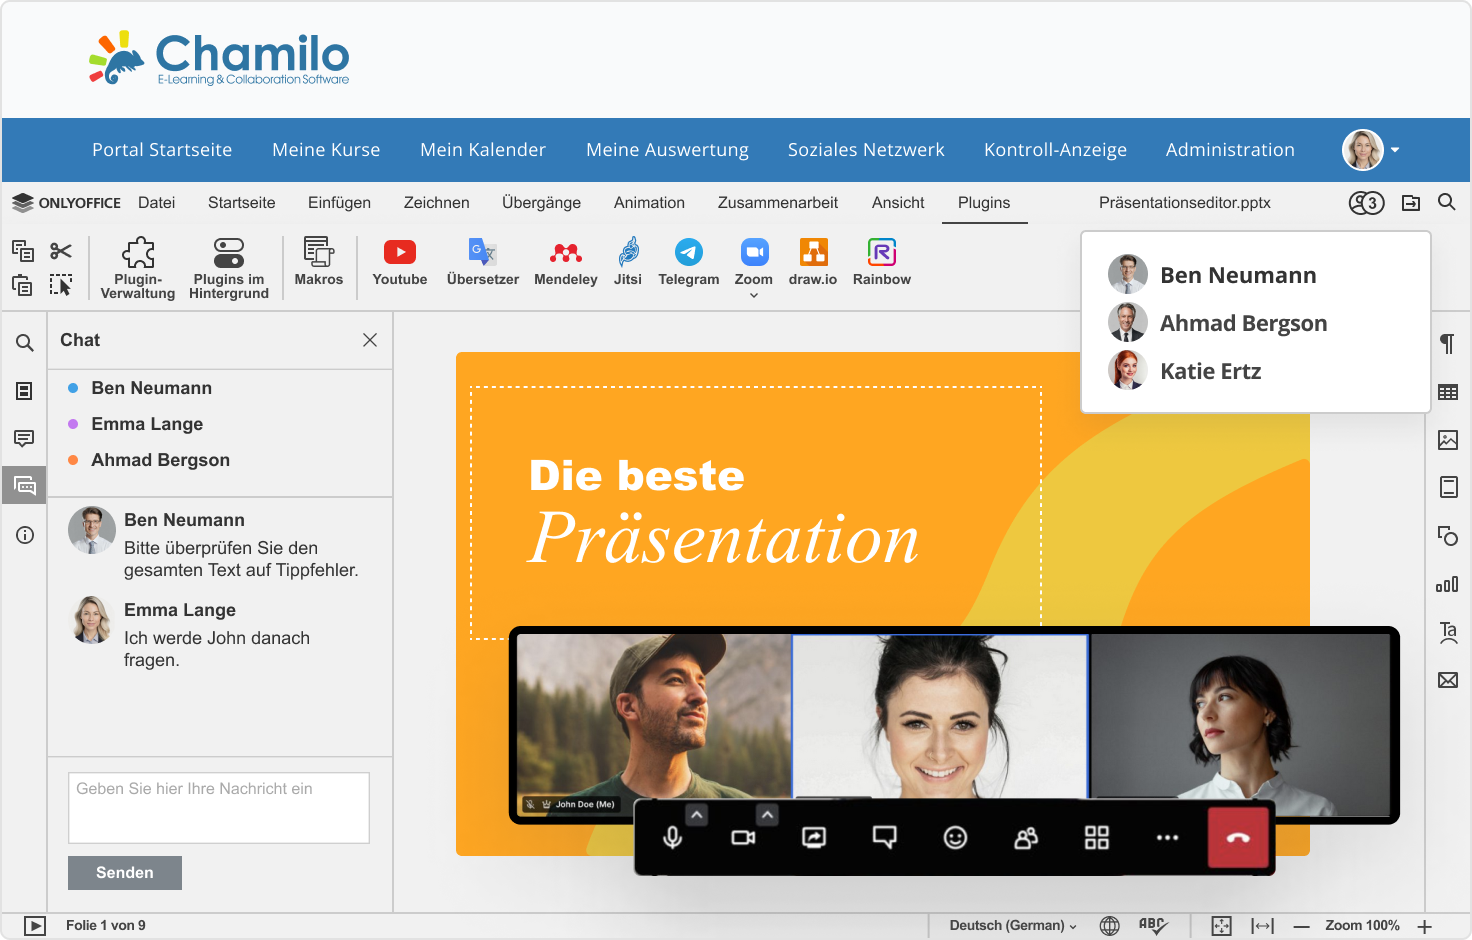 Chamilo
E-Learning & Collaboration Software
Portal Startseite Meine Kurse Mein Kalender Meine Auswertung Soziales Netzwerk Kontroll-Anzeige Administration
ONLYOFFICE Datei Startseite Einfügen Zeichnen Übergänge Animation Zusammenarbeit Ansicht Plugins Präsentationseditor.pptx 3
Plugin-
Verwaltung
Plugins im
Hintergrund
Makros
Youtube
Übersetzer
Mendeley
Jitsi
Telegram
Zoom
draw.io
Rainbow
Ben Neumann
Ahmad Bergson
Katie Ertz
Chat
Ben Neumann
Emma Lange
Ahmad Bergson
Ben Neumann
Bitte überprüfen Sie den
gesamten Text auf Tippfehler.
Emma Lange
Ich werde John danach
fragen.
Geben Sie hier Ihre Nachricht ein
Senden
Die beste
Präsentation
John Doe (Me)
Folie 1 von 9
Deutsch (German)
ABC
Zoom 100%